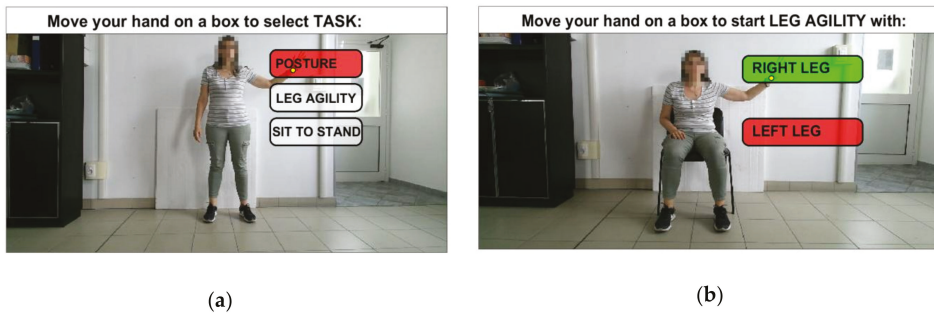 Move your hand on a box to select TASK:
POSTURE
LEG AGILITY
SIT TO STAND
(a)
Move your hand on a box to start LEG AGILITY with:
RIGHT LEG
LEFT LEG
(b)